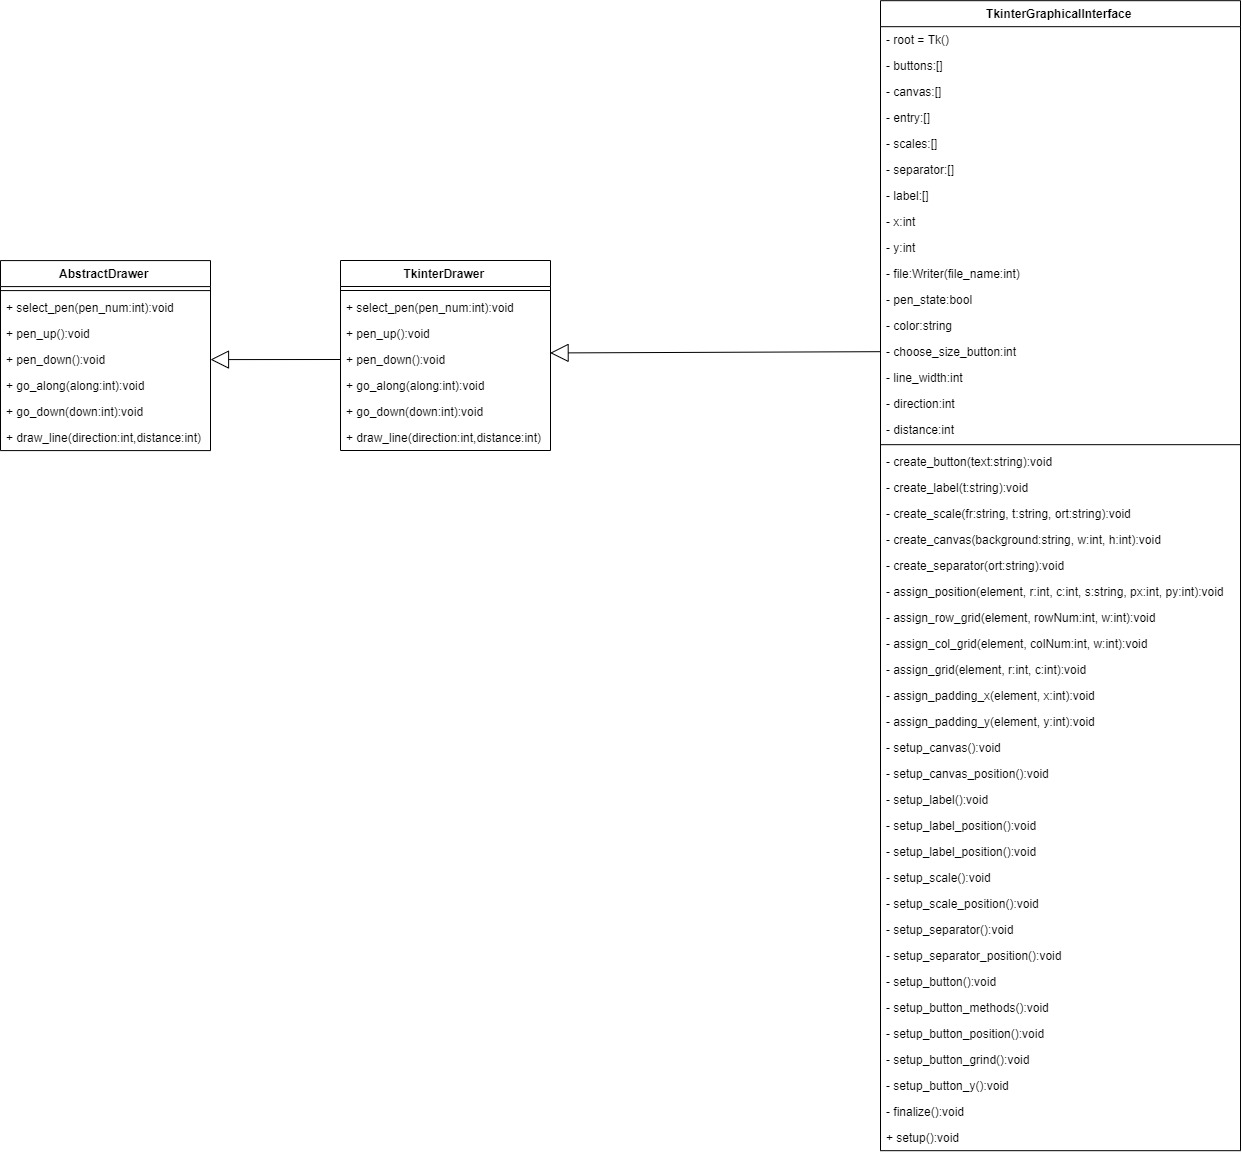 AbstractDrawer
+ select_pen(pen_num:int):void
+ pen_up():void
+ pen_down():void
+ go_along(along:int):void
+ go_down(down:int):void
+ draw_line(direction:int,distance:int)
TkinterDrawer
+ select_pen(pen_num:int):void
+ pen_up():void
+ pen_down():void
+ go_along(along:int):void
+ go_down(down:int):void
+ draw_line(direction:int,distance:int)
TkinterGraphicalInterface
- root = Tk()
- buttons:[]
- canvas:[]
- entry:[]
- scales:[]
- separator:[]
- label:[]
- x:int
- y:int
- file:Writer(file_name:int)
- pen_state:bool
- color:string
- choose_size_button:int
- line_width:int
- direction:int
- distance:int
- create_button(text:string):void
- create_label(t:string):void
- create_scale(fr:string, t:string, ort:string):void
- create_canvas(background:string, w:int, h:int):void
- create_separator(ort:string):void
- assign_position(element, r:int, c:int, s:string, px:int, py:int):void
- assign_row_grid(element, rowNum:int, w:int):void
- assign_col_grid(element, colNum:int, w:int):void
- assign_grid(element, r:int, c:int):void
- assign_padding_x(element, x:int):void
- assign_padding_y(element, y:int):void
- setup_canvas():void
- setup_canvas_position():void
- setup_label():void
- setup_label_position():void
- setup_label_position():void
- setup_scale():void
- setup_scale_position():void
- setup_separator():void
- setup_separator_position():void
- setup_button():void
- setup_button_methods():void
- setup_button_position():void
- setup_button_grind():void
- setup_button_y():void
- finalize():void
+ setup():void